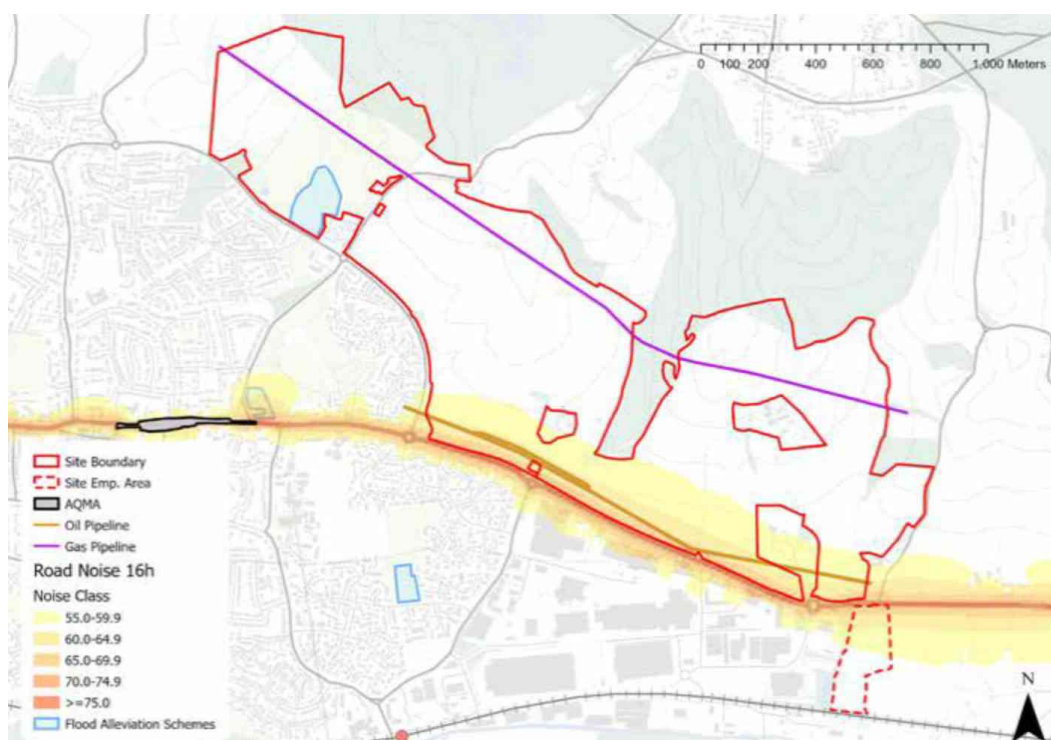 0 100 200 400 600 800 1,000 Meters
Site Boundary
Site Emp. Area
AQMA
Oil Pipeline
Gas Pipeline
Road Noise 16h
Noise Class
55.0-59.9
60.0-64.9
65.0-69.9
70.0-74.9
>=75.0
Flood Alleviation Schemes
N